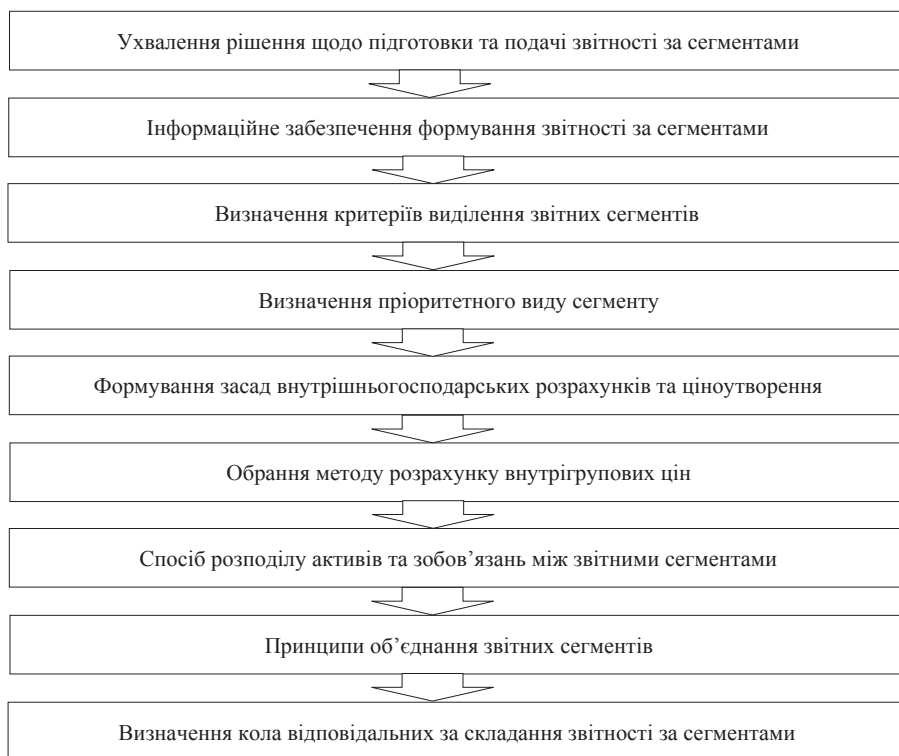 Ухвалення рішення щодо підготовки та подачі звітності за сегментами
Інформаційне забезпечення формування звітності за сегментами
Визначення критеріїв виділення звітних сегментів
Визначення пріоритетного виду сегменту
Формування засад внутрішньогосподарських розрахунків та ціноутворення
Обрання методу розрахунку внутрігрупових цін
Спосіб розподілу активів та зобов’язань між звітними сегментами
Принципи об’єднання звітних сегментів
Визначення кола відповідальних за складання звітності за сегментами